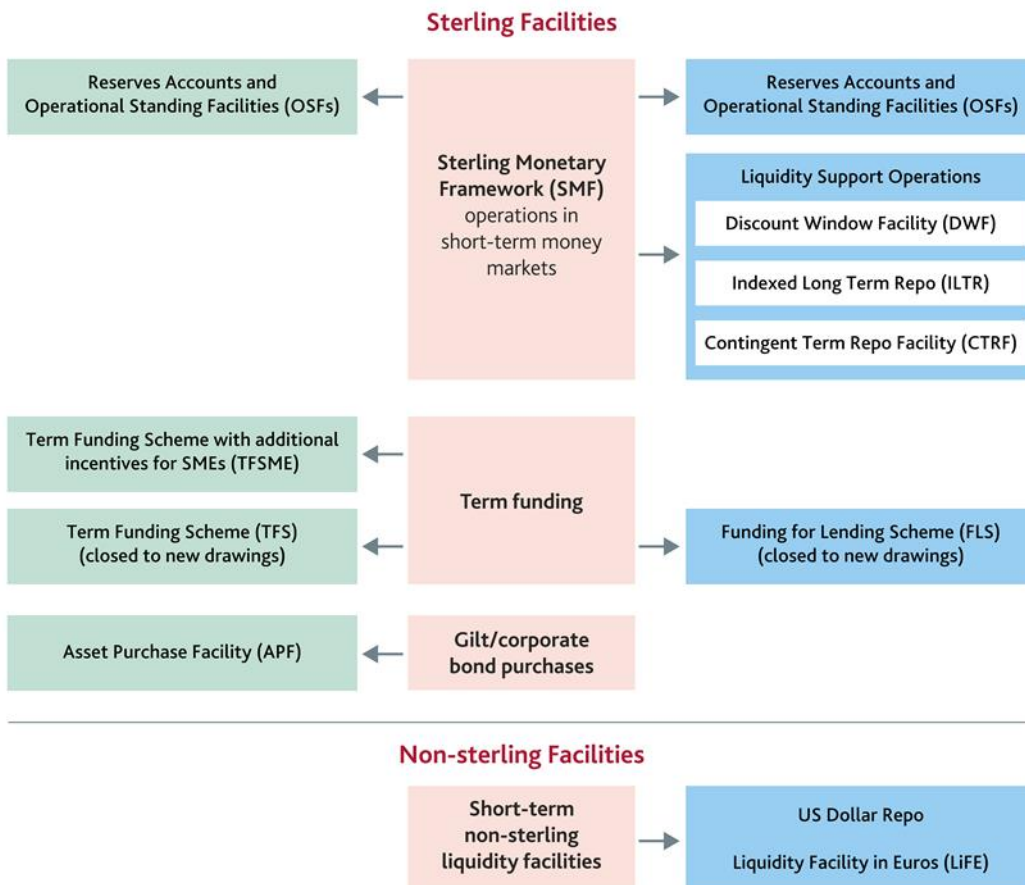 Sterling Facilities
Reserves Accounts and
Operational Standing Facilities (OSFs)
Sterling Monetary
Framework (SMF)
operations in
short-term money
markets
Reserves Accounts and
Operational Standing Facilities (OSFs)
Liquidity Support Operations
Discount Window Facility (DWF)
Indexed Long Term Repo (ILTR)
Contingent Term Repo Facility (CTRF)
Term Funding Scheme with additional
incentives for SMEs (TFSME)
Term funding
Term Funding Scheme (TFS)
(closed to new drawings)
Funding for Lending Scheme (FLS)
(closed to new drawings)
Asset Purchase Facility (APF)
Gilt/corporate
bond purchases
Non-sterling Facilities
Short-term
non-sterling
liquidity facilities
US Dollar Repo
Liquidity Facility in Euros (LiFE)